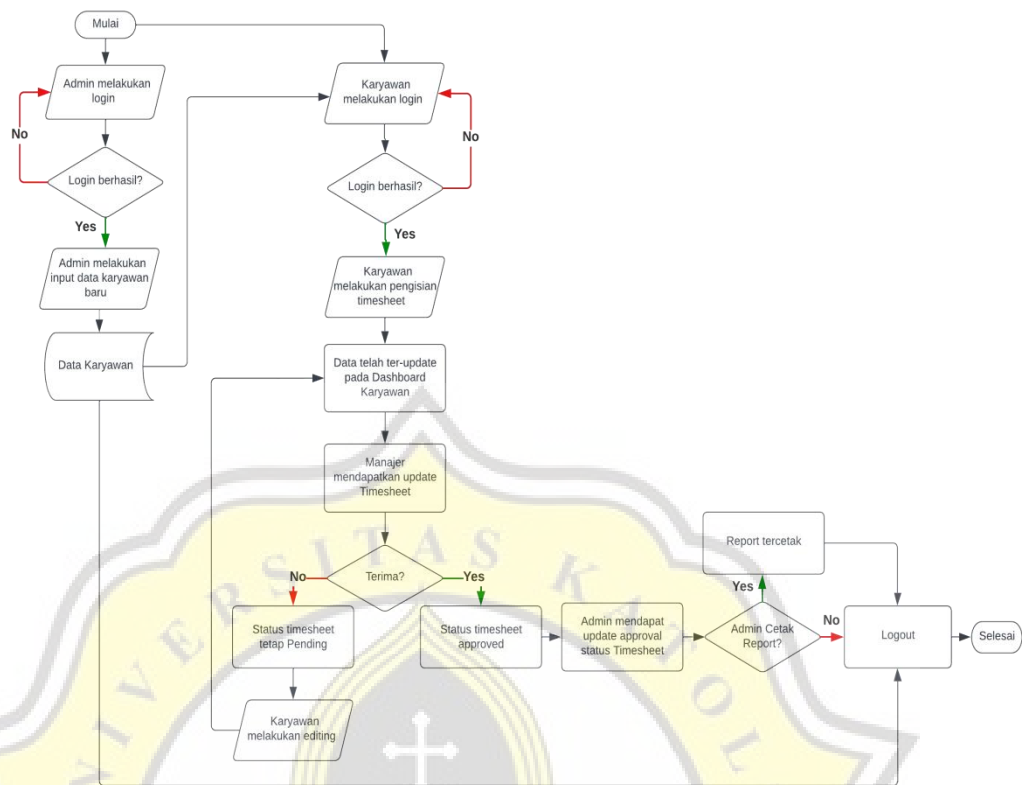 Mulai
Admin melakukan
login
No
Login berhasil?
Yes
Admin melakukan
input data karyawan
baru
Data Karyawan
Karyawan
melakukan login
No
Login berhasil?
Yes
Karyawan
melakukan pengisian
timesheet
Data telah ter-update
pada Dashboard
Karyawan
Manajer
mendapatkan update
Timesheet
Terima?
No
Yes
Status timesheet
tetap Pending
Karyawan
melakukan editing
Status timesheet
approved
Admin mendapat
update approval
status Timesheet
Admin Cetak
Report?
Yes
No
Report tercetak
Logout
Selesai
UNIVERSITAS KATOL